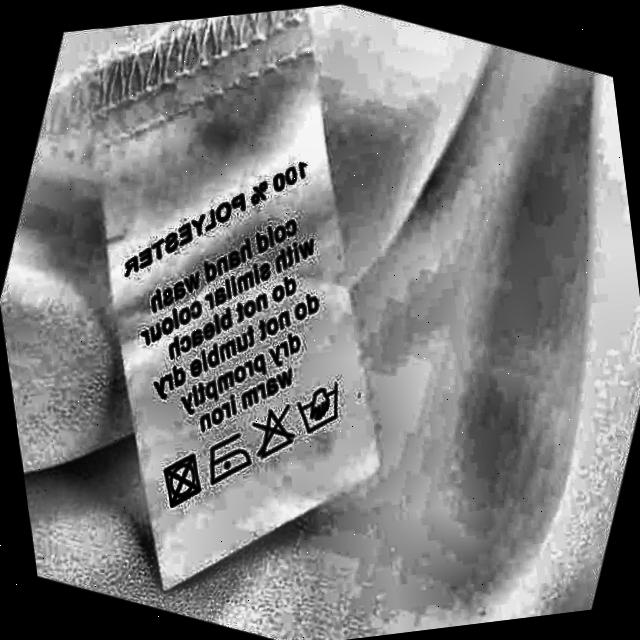 100 % POLYESTER
cold hand wash
with similar colour
do not bleach
do not tumble dry
dry promptly
warm iron